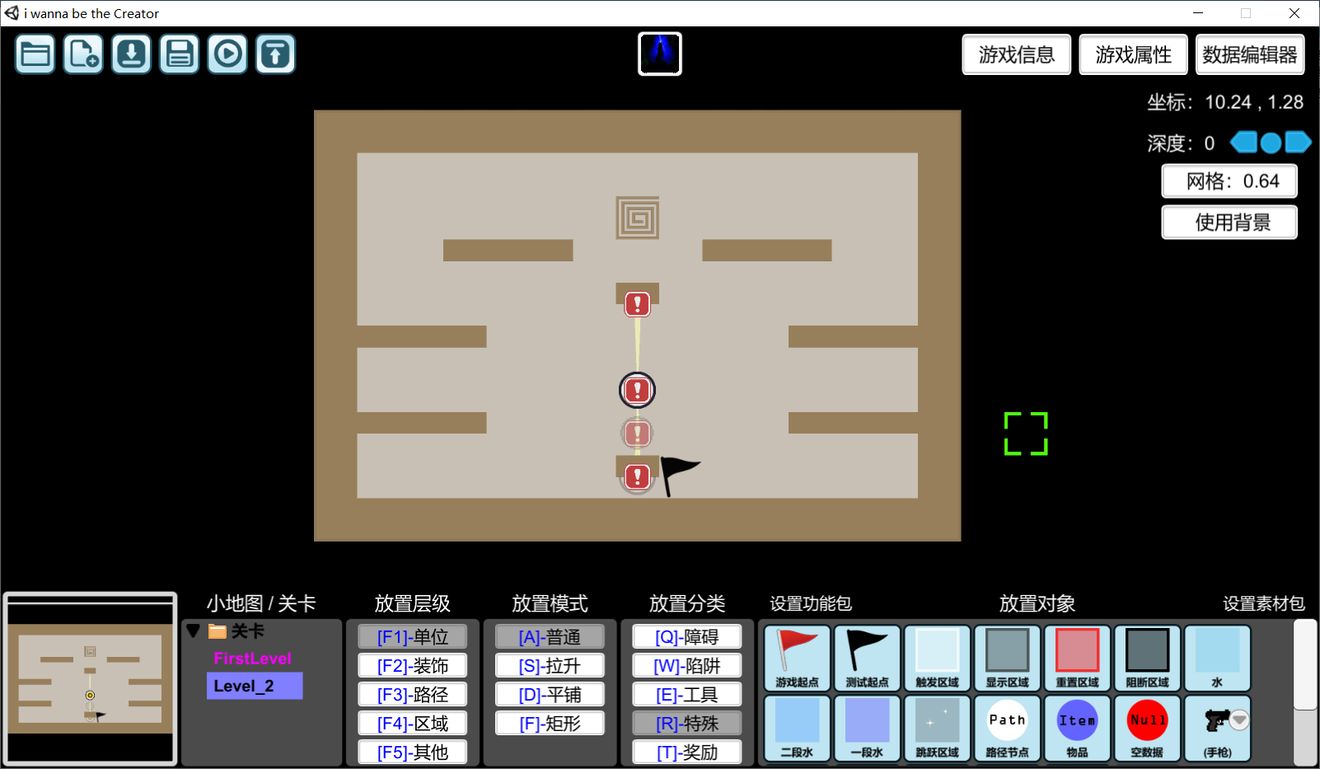 i wanna be the Creator
游戏信息 游戏属性 数据编辑器
坐标：10.24 , 1.28
深度：0
网格：0.64
使用背景
小地图 / 关卡 放置层级 放置模式 放置分类 设置功能包 放置对象 设置素材包
关卡
FirstLevel
Level_2
[F1]-单位
[F2]-装饰
[F3]-路径
[F4]-区域
[F5]-其他
[A]-普通
[S]-拉升
[D]-平铺
[F]-矩形
[Q]-障碍
[W]-陷阱
[E]-工具
[R]-特殊
[T]-奖励
游戏起点 测试起点 触发区域 显示区域 重置区域 阻断区域 水
Path Item Null
二段水 一段水 跳跃区域 路径节点 物品 空数据 (手枪)